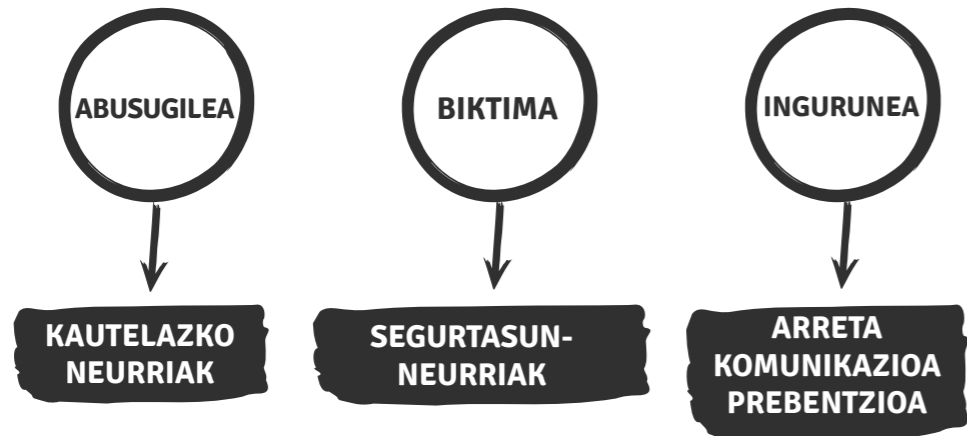 ABUSUGILEA
KAUTELAZKO
NEURRIAK
BIKTIMA
SEGURTASUN-
NEURRIAK
INGURUNEA
ARRETA
KOMUNIKAZIOA
PREBENTZIOA